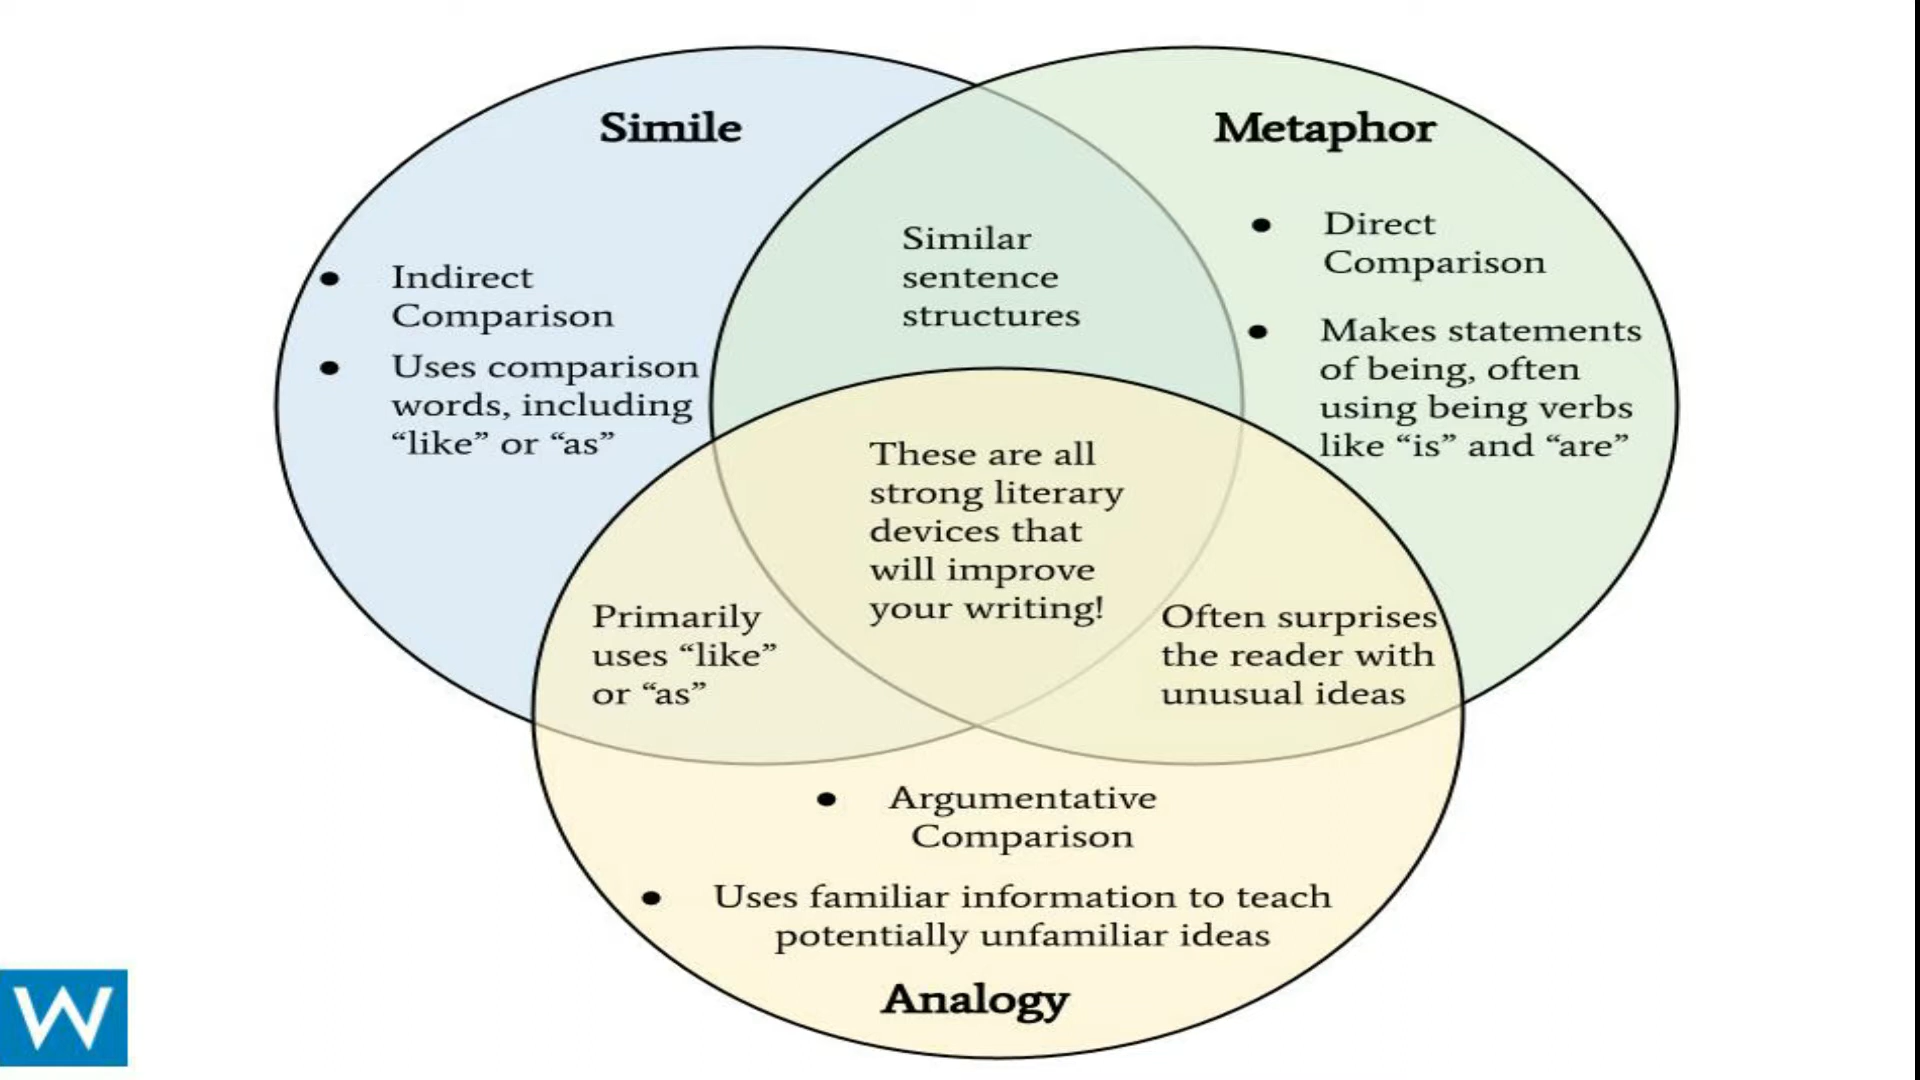 Simile
Metaphor
Similar
sentence
structures
● Direct
Comparison
● Indirect
Comparison
● Uses comparison
words, including
“like” or “as”
● Makes statements
of being, often
using being verbs
like “is” and “are”
These are all
strong literary
devices that
will improve
your writing!
Primarily
uses “like”
or “as”
Often surprises
the reader with
unusual ideas
● Argumentative
Comparison
● Uses familiar information to teach
potentially unfamiliar ideas
Analogy
W